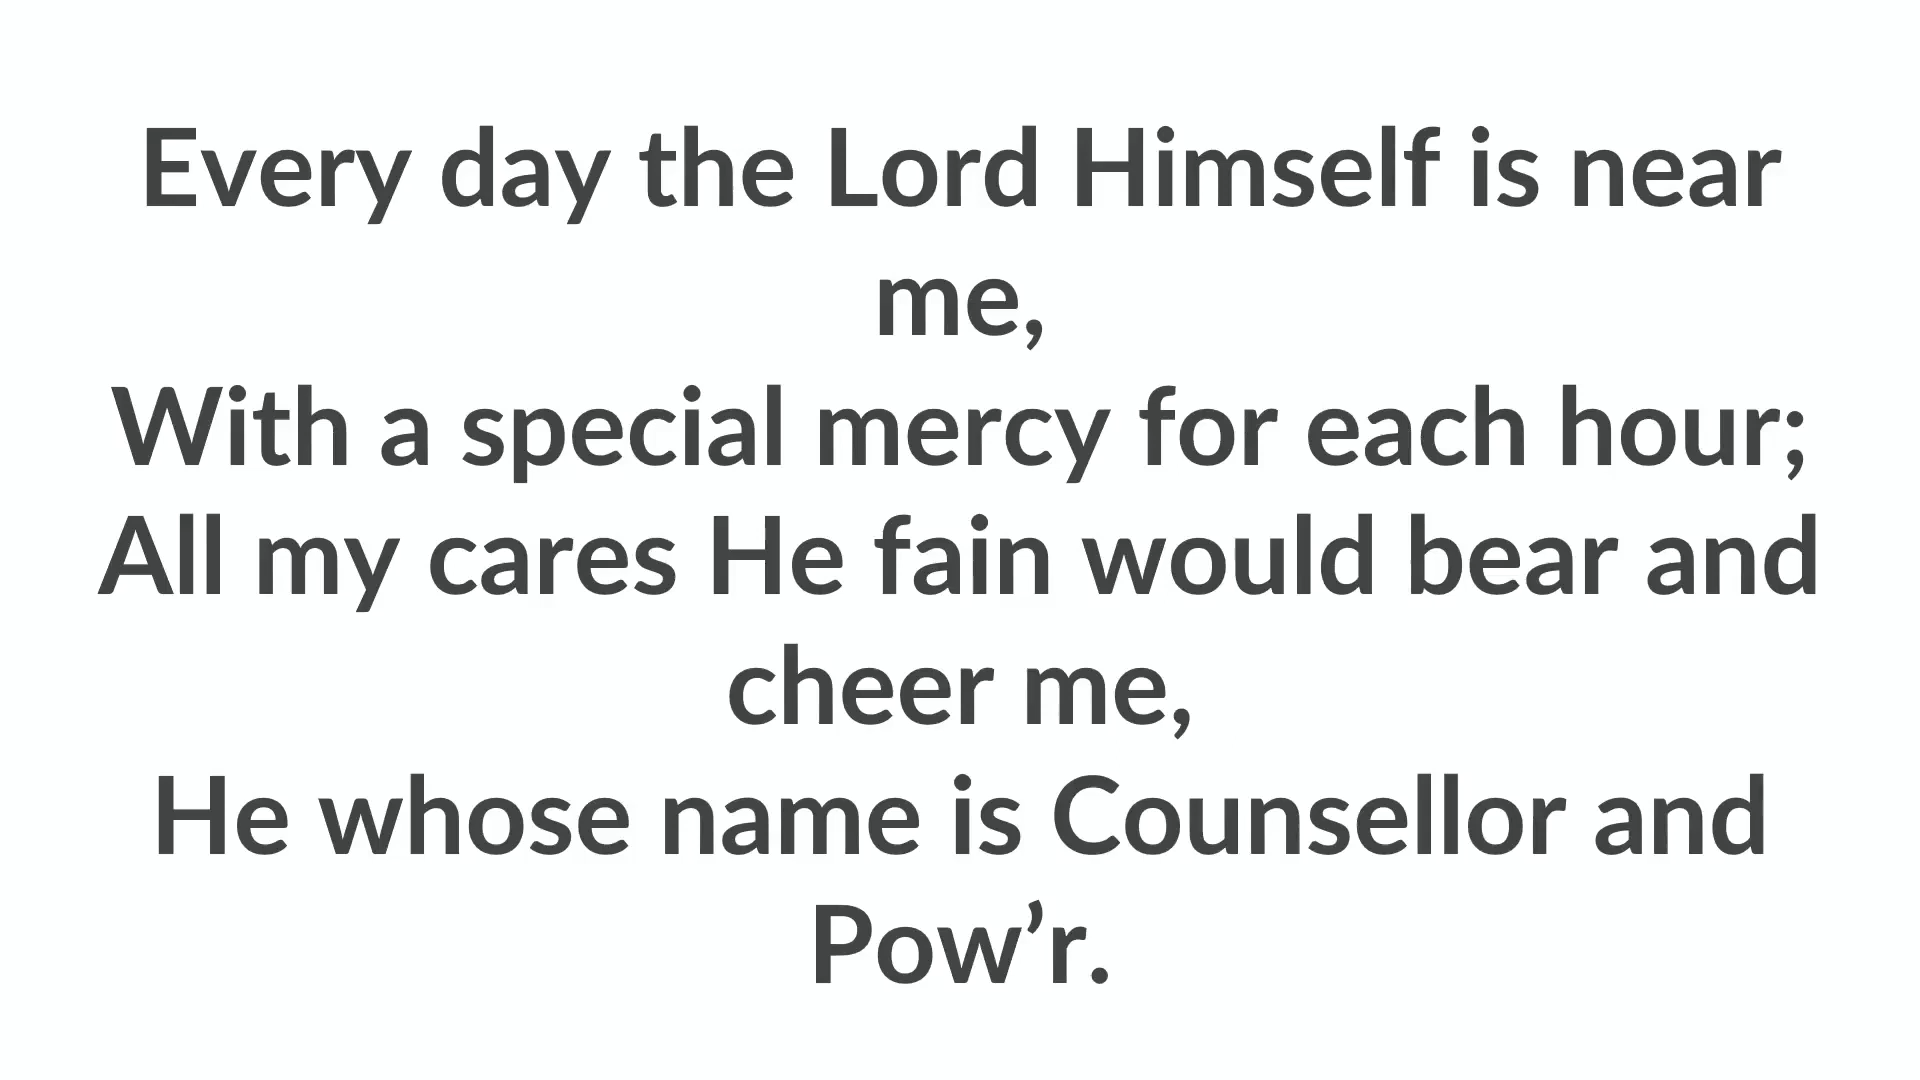 Every day the Lord Himself is near
me,
With a special mercy for each hour;
All my cares He fain would bear and
cheer me,
He whose name is Counsellor and
Pow’r.